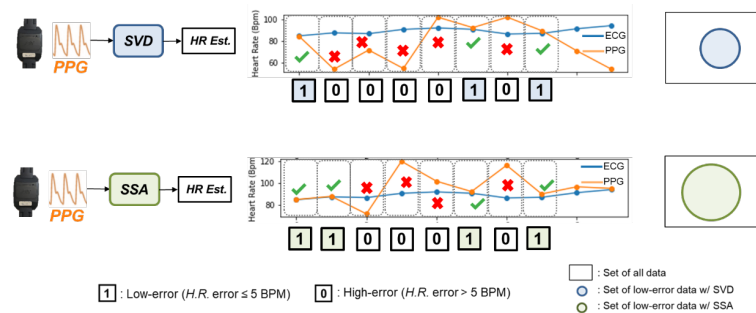 PPG
SVD
HR Est.
Heart Rate (Bpm)
100
80
60
ECG
PPG
1 0 0 0 0 1 0 1
PPG
SSA
HR Est.
Heart Rate (Bpm)
120
100
80
ECG
PPG
1 1 0 0 0 1 0 1
1 : Low-error (H.R. error ≤ 5 BPM)
0 : High-error (H.R. error > 5 BPM)
: Set of all data
: Set of low-error data w/ SVD
: Set of low-error data w/ SSA